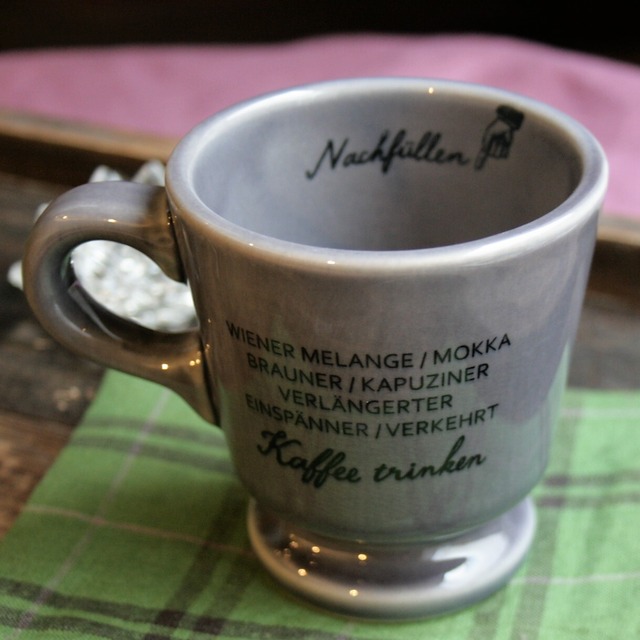 Nachfüllen
WIENER MELANGE / MOKKA
BRAUNER / KAPUZINER
VERLÄNGERTER
EINSPÄNNER / VERKEHRT
Kaffee trinken